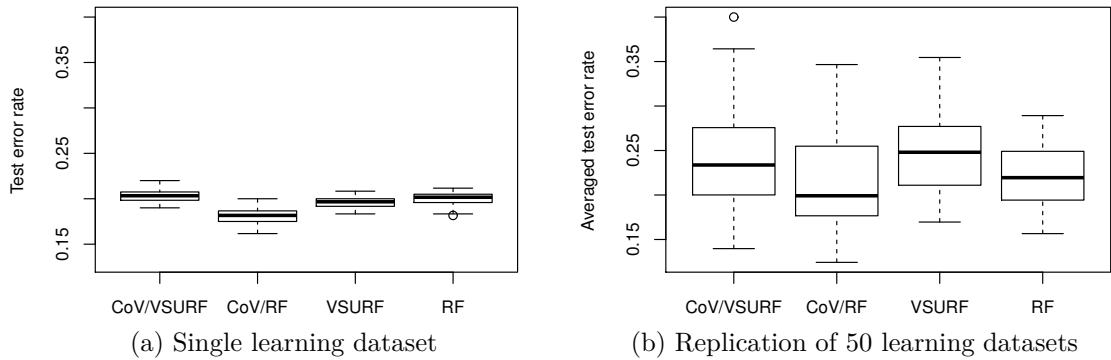 Test error rate
0.35
0.25
0.15
CoV/VSURF CoV/RF VSURF RF
(a) Single learning dataset
Averaged test error rate
0.35
0.25
0.15
CoV/VSURF CoV/RF VSURF RF
(b) Replication of 50 learning datasets